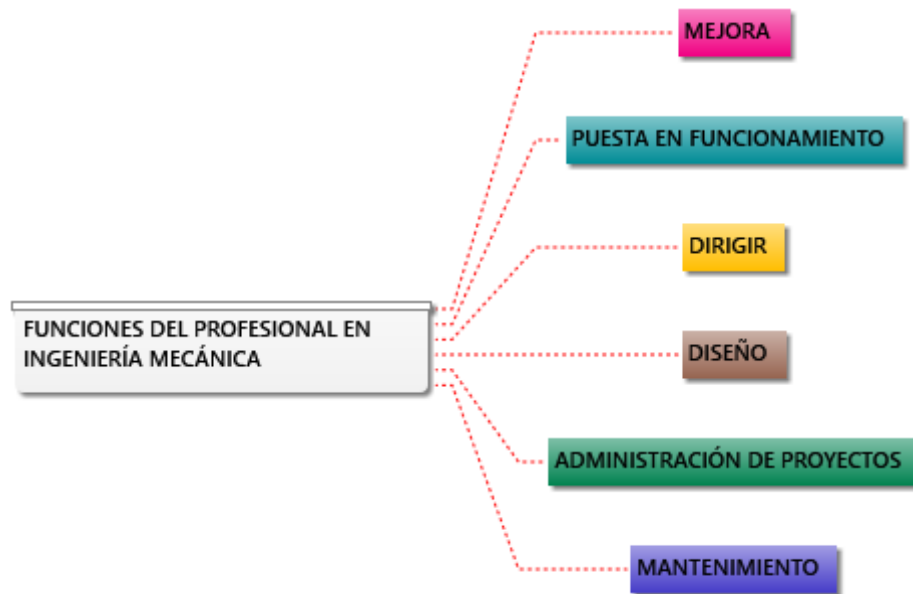 MEJORA
PUESTA EN FUNCIONAMIENTO
DIRIGIR
FUNCIONES DEL PROFESIONAL EN
INGENIERÍA MECÁNICA
DISEÑO
ADMINISTRACIÓN DE PROYECTOS
MANTENIMIENTO